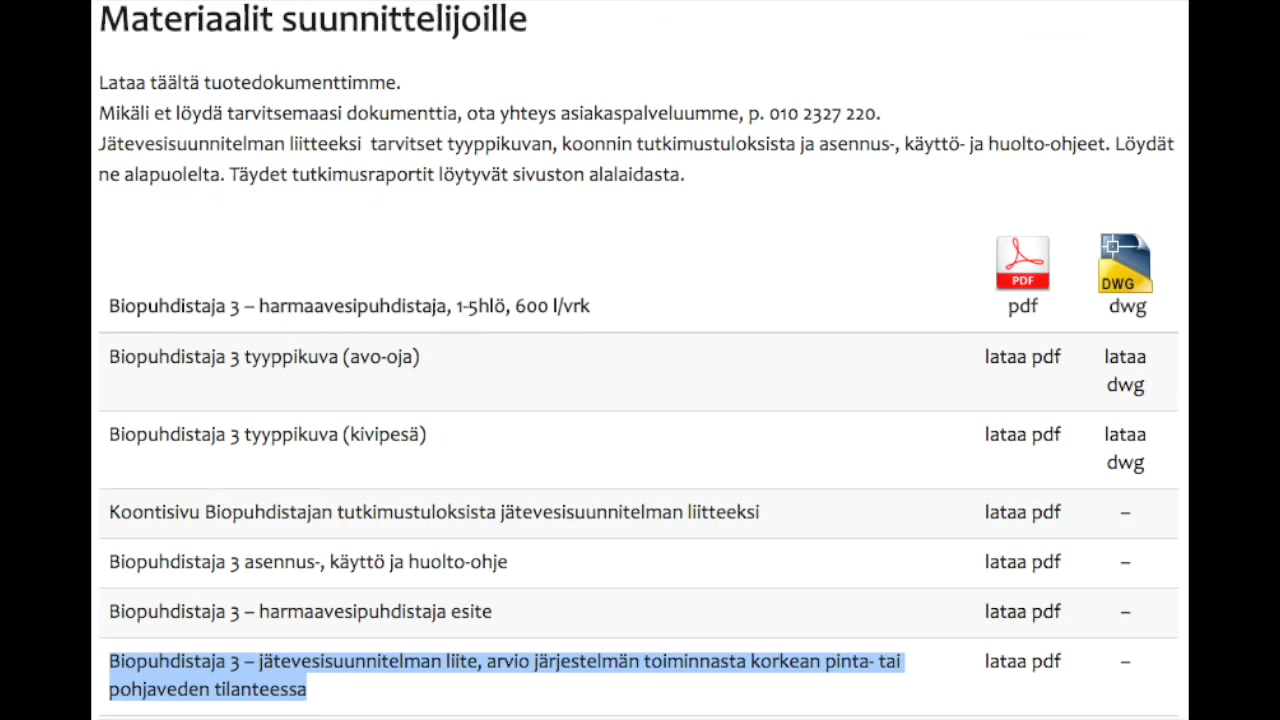 Materiaalit suunnittelijoille
Lataa täältä tuotedokumenttimme.
Mikäli et löydä tarvitsemaasi dokumenttia, ota yhteys asiakaspalveluumme, p. 010 2327 220.
Jätevesisuunnitelman liitteeksi  tarvitset tyyppikuvan, koonnin tutkimustuloksista ja asennus-, käyttö- ja huolto-ohjeet. Löydät
ne alapuolelta. Täydet tutkimusraportit löytyvät sivuston alalaidasta.
PDF DWG
Biopuhdistaja 3 – harmaavesipuhdistaja, 1-5hlö, 600 l/vrk pdf dwg
Biopuhdistaja 3 tyyppikuva (avo-oja) lataa pdf lataa
dwg
Biopuhdistaja 3 tyyppikuva (kivipesä) lataa pdf lataa
dwg
Koontisivu Biopuhdistajan tutkimustuloksista jätevesisuunnitelman liitteeksi lataa pdf –
Biopuhdistaja 3 asennus-, käyttö ja huolto-ohje lataa pdf –
Biopuhdistaja 3 – harmaavesipuhdistaja esite lataa pdf –
Biopuhdistaja 3 – jätevesisuunnitelman liite, arvio järjestelmän toiminnasta korkean pinta- tai lataa pdf –
pohjaveden tilanteessa